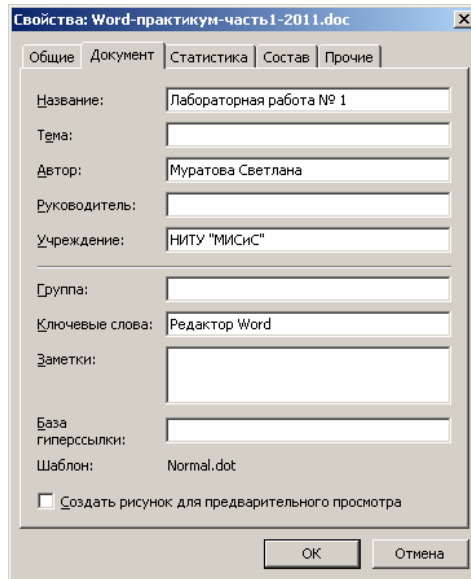 Свойства: Word-практикум-часть1-2011.doc
Общие Документ Статистика Состав Прочие
Название: Лабораторная работа № 1
Тема:
Автор: Муратова Светлана
Руководитель:
Учреждение: НИТУ "МИСиС"
Группа:
Ключевые слова: Редактор Word
Заметки:
База
гиперссылки:
Шаблон: Normal.dot
Создать рисунок для предварительного просмотра
ОК Отмена